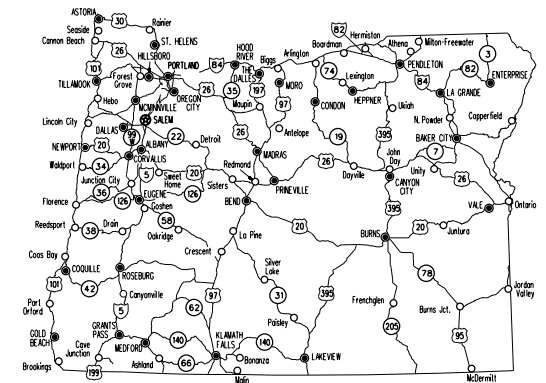 ASTORIA
30
Rainier
Seaside
Cannon Beach
26
ST. HELENS
82
Hermiston
Boardman
Athena
Milton-Freewater
3
HILLSBORO
PORTLAND
84
HOOD
RIVER
THE
DALLES
Biggs
Arlington
PENDLETON
82
101
Forest
Grove
TILLAMOOK
26
35
197
MORO
74
Lexington
HEPPNER
84
ENTERPRISE
OREGON
CITY
LA GRANDE
Hebo
MCMINNVILLE
Maupin
97
CONDON
Ukiah
N. Powder
Copperfield
Lincoln City
SALEM
DALLAS
99
W
22
Detroit
26
Antelope
19
395
BAKER CITY
NEWPORT
20
ALBANY
CORVALLIS
MADRAS
John
Day
7
Waldport
34
5
Sweet
Home
20
Redmond
26
Dayville
Unity
26
Junction City
36
126
126
Sisters
PRINEVILLE
CANYON
CITY
EUGENE
Florence
Goshen
BEND
395
VALE
Ontario
Reedsport
38
Drain
58
Oakridge
La Pine
20
BURNS
20
Juntura
Coos Bay
Crescent
COQUILLE
ROSEBURG
Silver
Lake
78
101
42
Canyonville
97
31
395
Jordan
Valley
Port
Orford
5
62
Frenchglen
Burns Jct.
Paisley
GOLD
BEACH
GRANTS
PASS
140
KLAMATH
FALLS
140
205
95
Cave
Junction
MEDFORD
LAKEVIEW
Brookings
199
Ashland
66
Bonanza
Malin
McDermitt